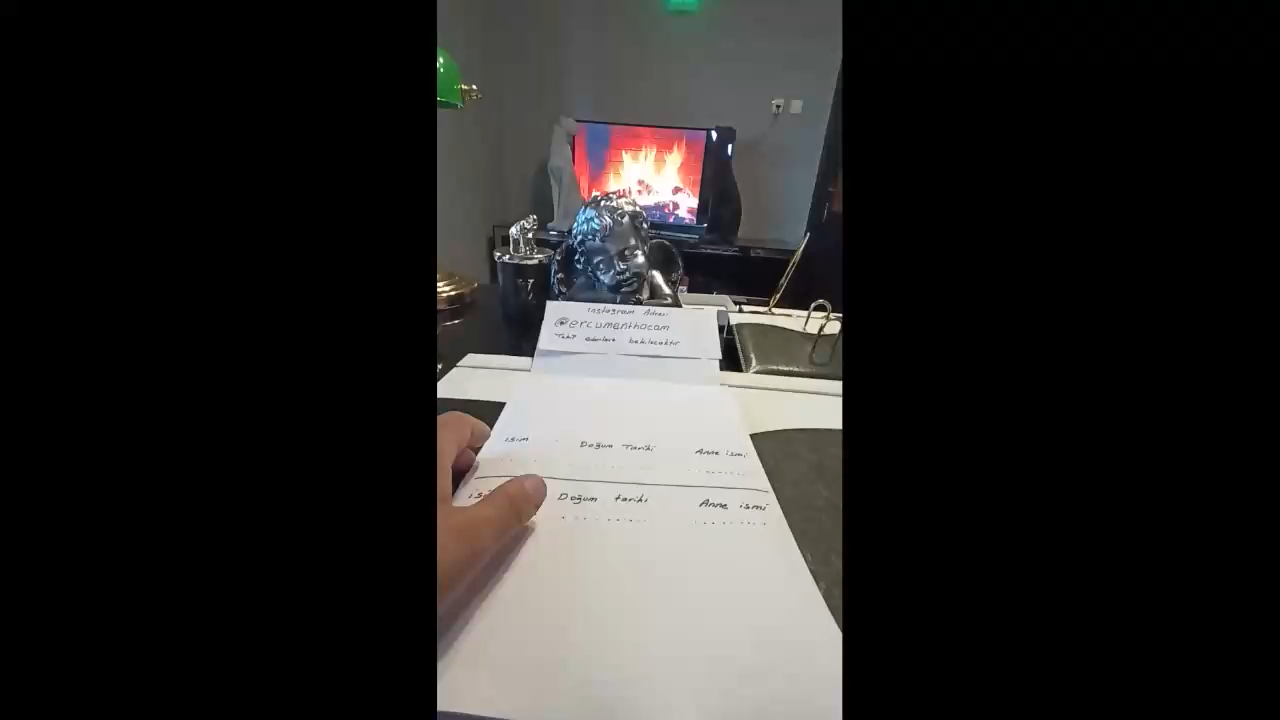 instagram Adresi
@ercumenthocam
Takip edenlere bakılacaktır
isim Doğum Tarihi Anne ismi
Doğum tarihi Anne ismi